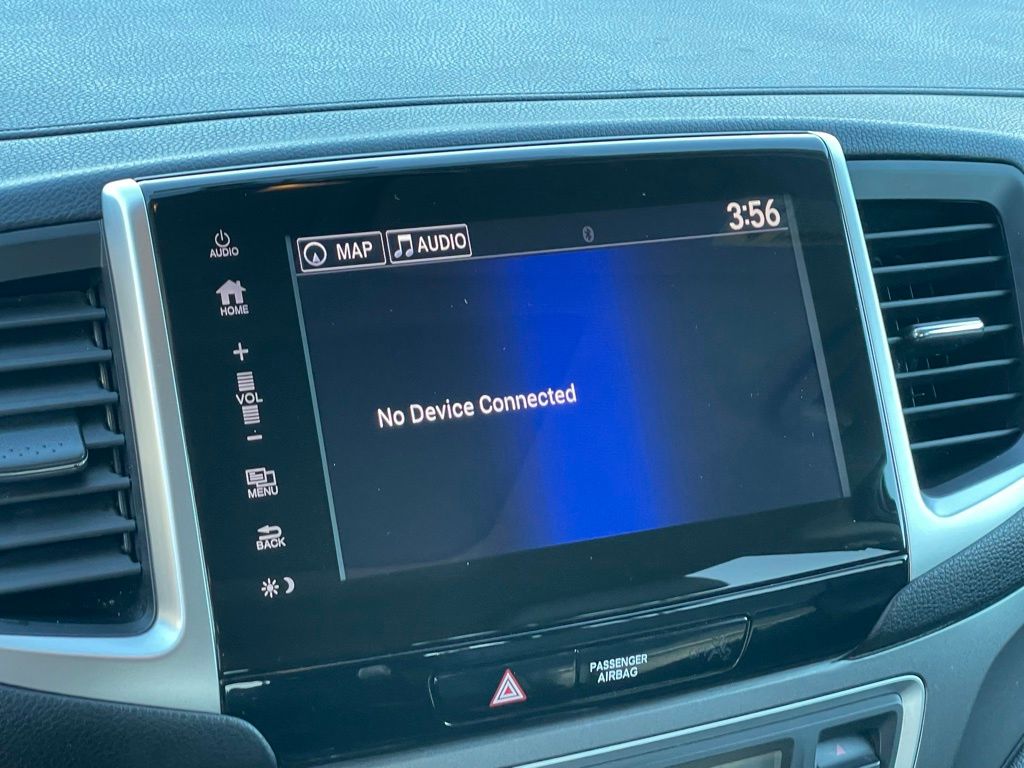 AUDIO
HOME
VOL
MENU
BACK
MAP
AUDIO
3:56
No Device Connected
PASSENGER
AIRBAG